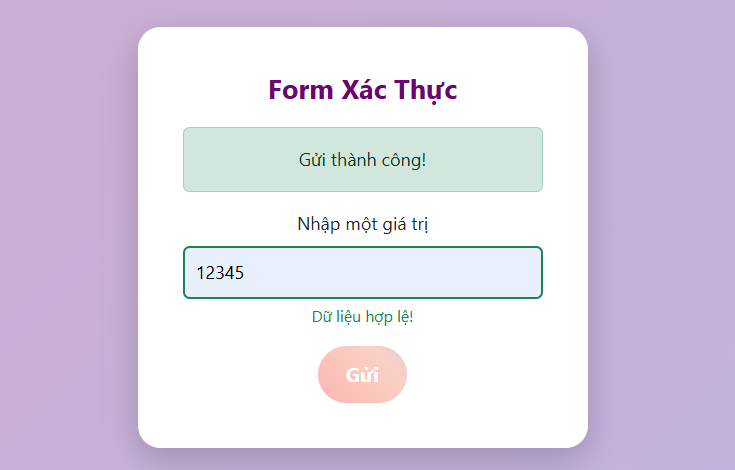 Form Xác Thực
Gửi thành công!
Nhập một giá trị
12345
Dữ liệu hợp lệ!
Gửi